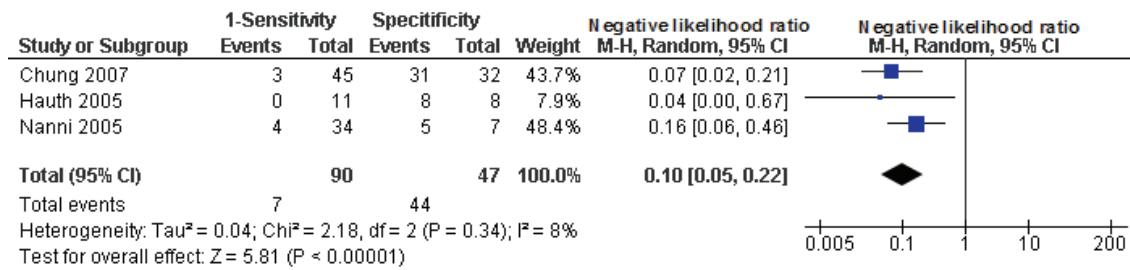 1-Sensitivity Specitificity Negative likelihood ratio Negative likelihood ratio
Study or Subgroup Events Total Events Total Weight M-H, Random, 95% CI M-H, Random, 95% CI
Chung 2007 3 45 31 32 43.7% 0.07 [0.02, 0.21]
Hauth 2005 0 11 8 8 7.9% 0.04 [0.00, 0.67]
Nanni 2005 4 34 5 7 48.4% 0.16 [0.06, 0.46]
Total (95% CI) 90 47 100.0% 0.10 [0.05, 0.22]
Total events 7 44
Heterogeneity: Tau² = 0.04; Chi² = 2.18, df = 2 (P = 0.34); I² = 8%
Test for overall effect: Z = 5.81 (P < 0.00001)
0.005 0.1 1 10 200